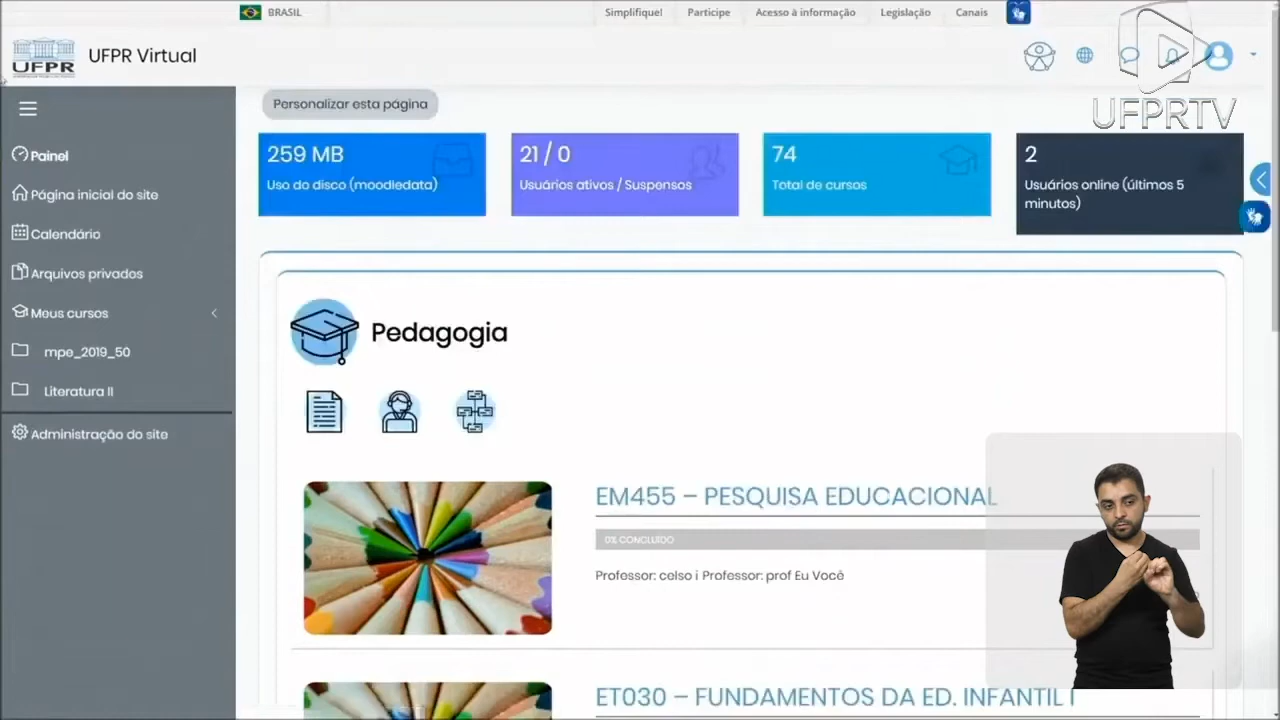 BRASIL
Simplifique!
Participe
Acesso à informação
Legislação
Canais
UFPR
UFPR Virtual
UFPRTV
Personalizar esta página
Painel
Página inicial do site
Calendário
Arquivos privados
Meus cursos
mpe_2019_50
Literatura II
Administração do site
259 MB
Uso do disco (moodledata)
21 / 0
Usuários ativos / Suspensos
74
Total de cursos
2
Usuários online (últimos 5
minutos)
Pedagogia
EM455 – PESQUISA EDUCACIONAL
0% CONCLUÍDO
Professor: celso i Professor: prof Eu Você
ET030 – FUNDAMENTOS DA ED. INFANTIL I